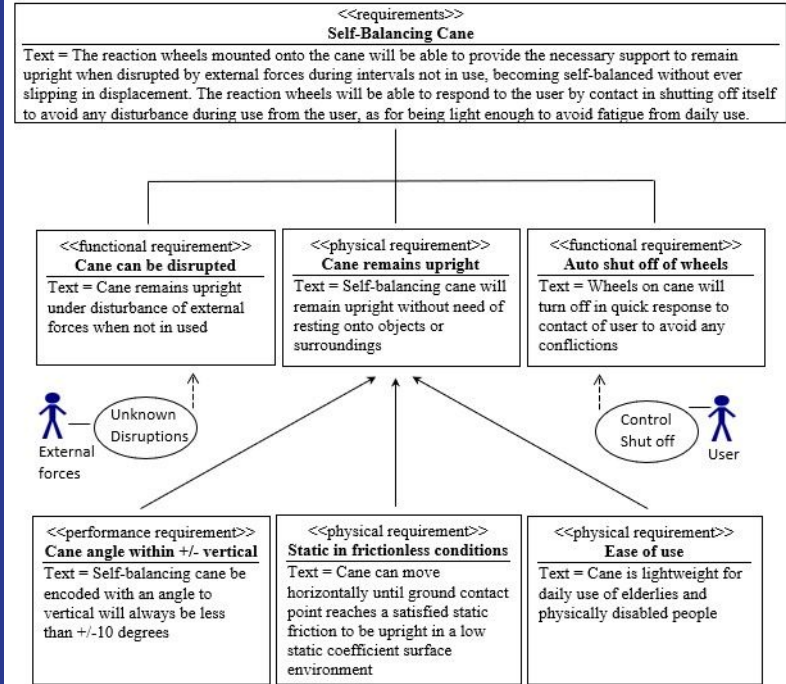 <<requirements>>
Self-Balancing Cane
Text = The reaction wheels mounted onto the cane will be able to provide the necessary support to remain
upright when disrupted by external forces during intervals not in use, becoming self-balanced without ever
slipping in displacement. The reaction wheels will be able to respond to the user by contact in shutting off itself
to avoid any disturbance during use from the user, as for being light enough to avoid fatigue from daily use.
<<functional requirement>>
Cane can be disrupted
Text = Cane remains upright
under disturbance of external
forces when not in used
<<physical requirement>>
Cane remains upright
Text = Self-balancing cane will
remain upright without need of
resting onto objects or
surroundings
<<functional requirement>>
Auto shut off of wheels
Text = Wheels on cane will
turn off in quick response to
contact of user to avoid any
conflictions
Unknown
Disruptions
External
forces
Control
Shut off
User
<<performance requirement>>
Cane angle within +/- vertical
Text = Self-balancing cane be
encoded with an angle to
vertical will always be less
than +/-10 degrees
<<physical requirement>>
Static in frictionless conditions
Text = Cane can move
horizontally until ground contact
point reaches a satisfied static
friction to be upright in a low
static coefficient surface
environment
<<physical requirement>>
Ease of use
Text = Cane is lightweight for
daily use of elderlies and
physically disabled people